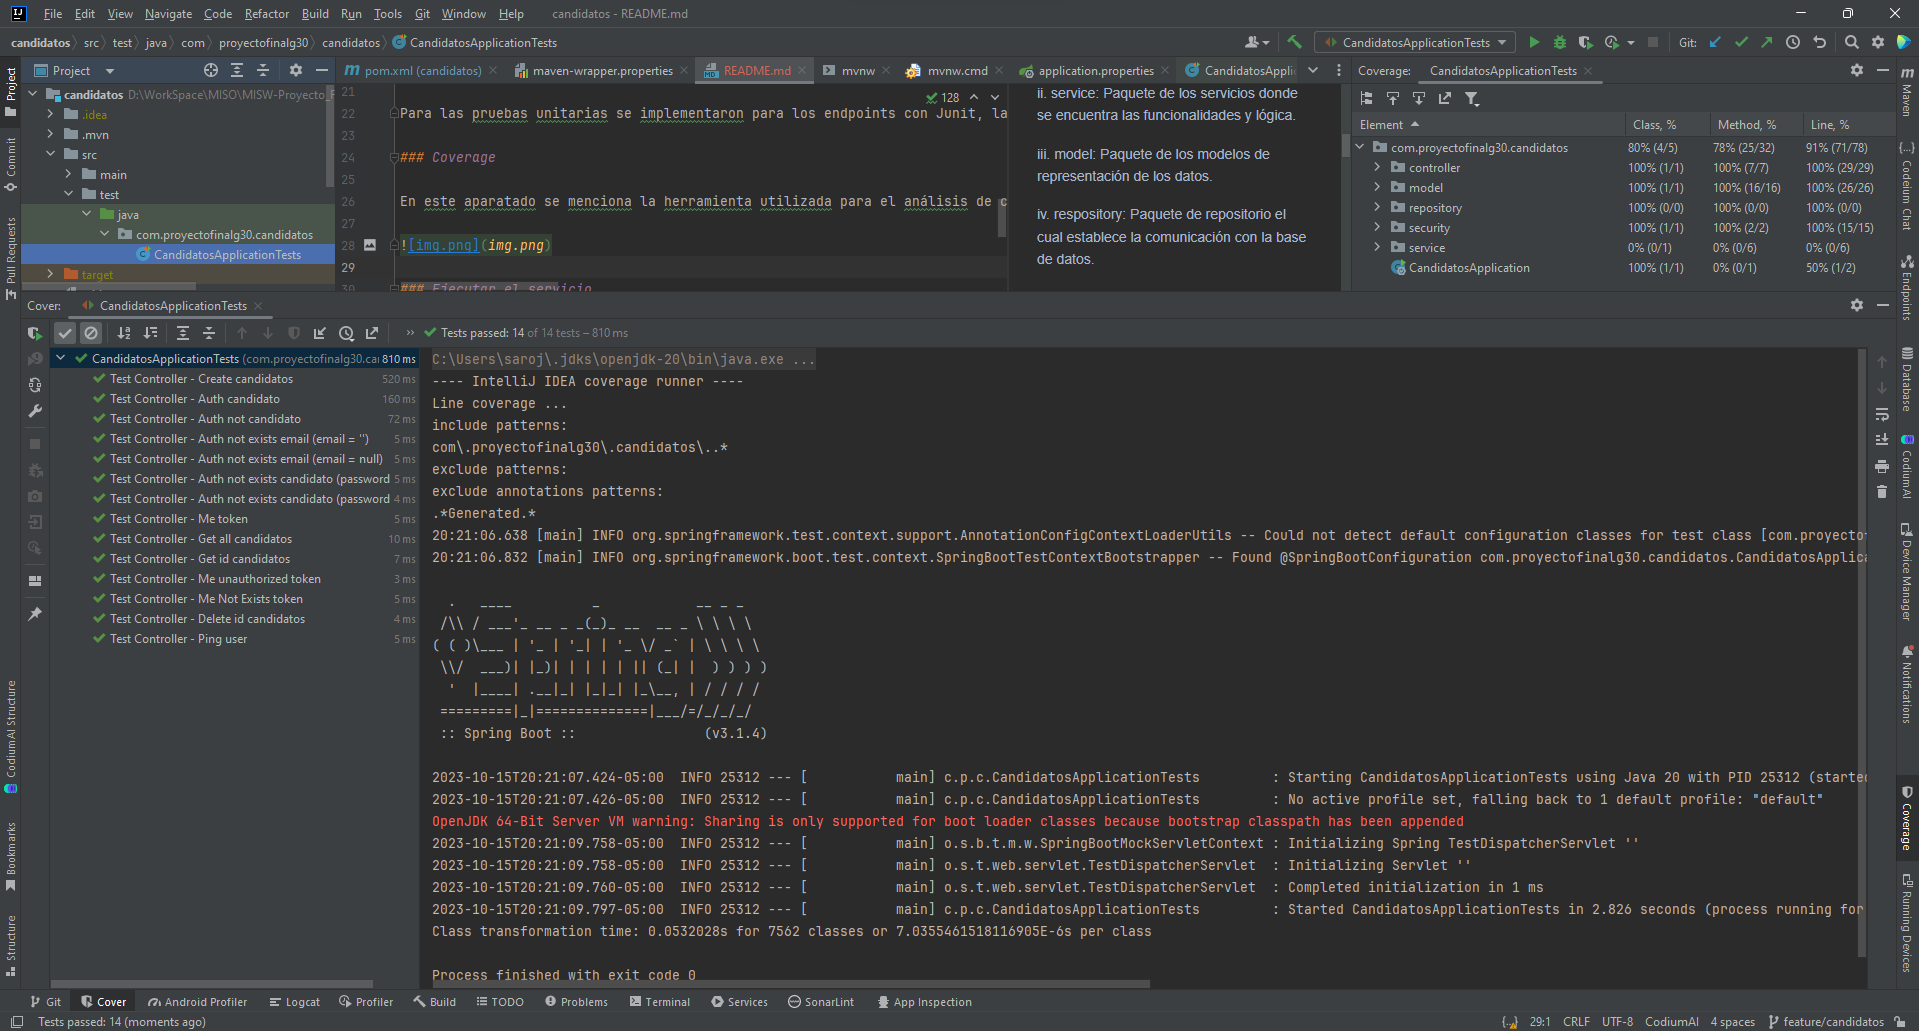 File Edit View Navigate Code Refactor Build Run Tools Git Window Help candidatos - README.md
candidatos src test java com proyectofinalg30 candidatos CandidatosApplicationTests
CandidatosApplicationTests Git:
Project
pom.xml (candidatos) maven-wrapper.properties README.md mvnw mvnw.cmd application.properties CandidatosAppli
Coverage: CandidatosApplicationTests
candidatos D:\WorkSpace\MISO\MISW-Proyecto_F
.idea
.mvn
src
main
test
java
com.proyectofinalg30.candidatos
CandidatosApplicationTests
target
128
21
22 Para las pruebas unitarias se implementaron para los endpoints con Junit, la
23
24 ### Coverage
25
26 En este aparatado se menciona la herramienta utilizada para el análisis de c
27
28 ![img.png](img.png)
29
30 ### Ejecutar el servicio
ii. service: Paquete de los servicios donde
se encuentra las funcionalidades y lógica.
iii. model: Paquete de los modelos de
representación de los datos.
iv. respository: Paquete de repositorio el
cual establece la comunicación con la base
de datos.
Element Class, % Method, % Line, %
com.proyectofinalg30.candidatos 80% (4/5) 78% (25/32) 91% (71/78)
controller 100% (1/1) 100% (7/7) 100% (29/29)
model 100% (1/1) 100% (16/16) 100% (26/26)
repository 100% (0/0) 100% (0/0) 100% (0/0)
security 100% (1/1) 100% (2/2) 100% (15/15)
service 0% (0/1) 0% (0/6) 0% (0/6)
CandidatosApplication 100% (1/1) 0% (0/1) 50% (1/2)
Cover: CandidatosApplicationTests
Tests passed: 14 of 14 tests – 810 ms
CandidatosApplicationTests (com.proyectofinalg30.cai 810 ms
Test Controller - Create candidatos 520 ms
Test Controller - Auth candidato 160 ms
Test Controller - Auth not candidato 72 ms
Test Controller - Auth not exists email (email = '') 5 ms
Test Controller - Auth not exists email (email = null) 5 ms
Test Controller - Auth not exists candidato (password 5 ms
Test Controller - Auth not exists candidato (password 4 ms
Test Controller - Me token 5 ms
Test Controller - Get all candidatos 10 ms
Test Controller - Get id candidatos 7 ms
Test Controller - Me unauthorized token 3 ms
Test Controller - Me Not Exists token 5 ms
Test Controller - Delete id candidatos 4 ms
Test Controller - Ping user 5 ms
C:\Users\saroj\.jdks\openjdk-20\bin\java.exe ...
---- IntelliJ IDEA coverage runner ----
Line coverage ...
include patterns:
com\.proyectofinalg30\.candidatos\..*
exclude patterns:
exclude annotations patterns:
.*Generated.*
20:21:06.638 [main] INFO org.springframework.test.context.support.AnnotationConfigContextLoaderUtils -- Could not detect default configuration classes for test class [com.proyecto
20:21:06.832 [main] INFO org.springframework.boot.test.context.SpringBootTestContextBootstrapper -- Found @SpringBootConfiguration com.proyectofinalg30.candidatos.CandidatosApplica
  .   ____          _            __ _ _
 /\\ / ___'_ __ _ _(_)_ __  __ _ \ \ \ \
( ( )\___ | '_ | '_| | '_ \/ _` | \ \ \ \
 \\/  ___)| |_)| | | | | || (_| |  ) ) ) )
  '  |____| .__|_| |_|_| |_\__, | / / / /
 =========|_|==============|___/=/_/_/_/
 :: Spring Boot ::                (v3.1.4)
2023-10-15T20:21:07.424-05:00  INFO 25312 --- [           main] c.p.c.CandidatosApplicationTests         : Starting CandidatosApplicationTests using Java 20 with PID 25312 (starte
2023-10-15T20:21:07.426-05:00  INFO 25312 --- [           main] c.p.c.CandidatosApplicationTests         : No active profile set, falling back to 1 default profile: "default"
OpenJDK 64-Bit Server VM warning: Sharing is only supported for boot loader classes because bootstrap classpath has been appended
2023-10-15T20:21:09.758-05:00  INFO 25312 --- [           main] o.s.b.t.m.w.SpringBootMockServletContext : Initializing Spring TestDispatcherServlet ''
2023-10-15T20:21:09.758-05:00  INFO 25312 --- [           main] o.s.t.web.servlet.TestDispatcherServlet  : Initializing Servlet ''
2023-10-15T20:21:09.760-05:00  INFO 25312 --- [           main] o.s.t.web.servlet.TestDispatcherServlet  : Completed initialization in 1 ms
2023-10-15T20:21:09.797-05:00  INFO 25312 --- [           main] c.p.c.CandidatosApplicationTests         : Started CandidatosApplicationTests in 2.826 seconds (process running for
Class transformation time: 0.0532028s for 7562 classes or 7.0355461518116905E-6s per class
Process finished with exit code 0
Project
Commit
Pull Requests
CodiumAI Structure
Bookmarks
Structure
Maven
Codeium Chat
Endpoints
Database
CodiumAI
Device Manager
Notifications
Coverage
Running Devices
Git Cover Android Profiler Logcat Profiler Build TODO Problems Terminal Services SonarLint App Inspection
Tests passed: 14 (moments ago)
29:1 CRLF UTF-8 CodiumAI 4 spaces feature/candidatos